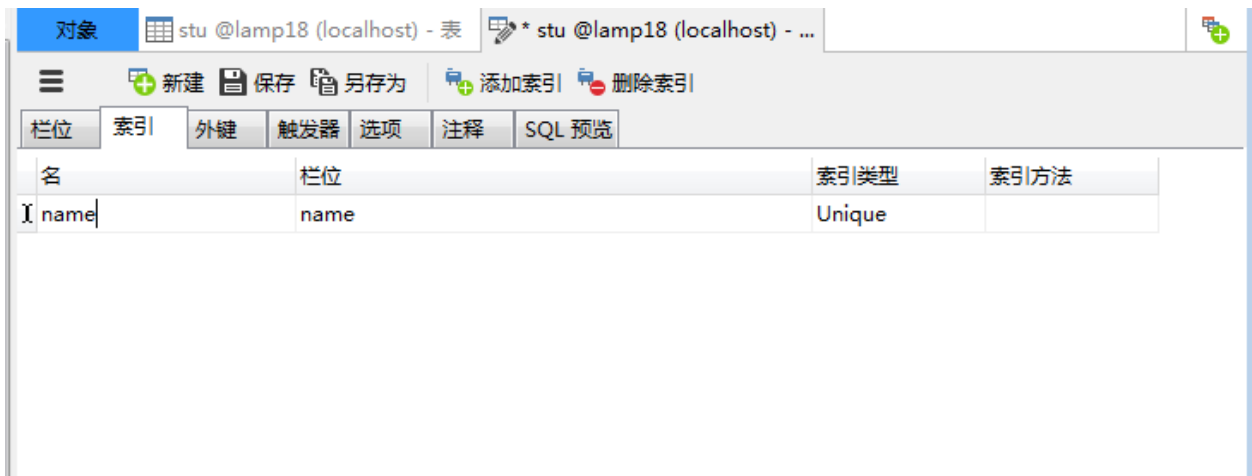 对象 stu @lamp18 (localhost) - 表 * stu @lamp18 (localhost) - ...
新建 保存 另存为 添加索引 删除索引
栏位 索引 外键 触发器 选项 注释 SQL 预览
名 栏位 索引类型 索引方法
name name Unique